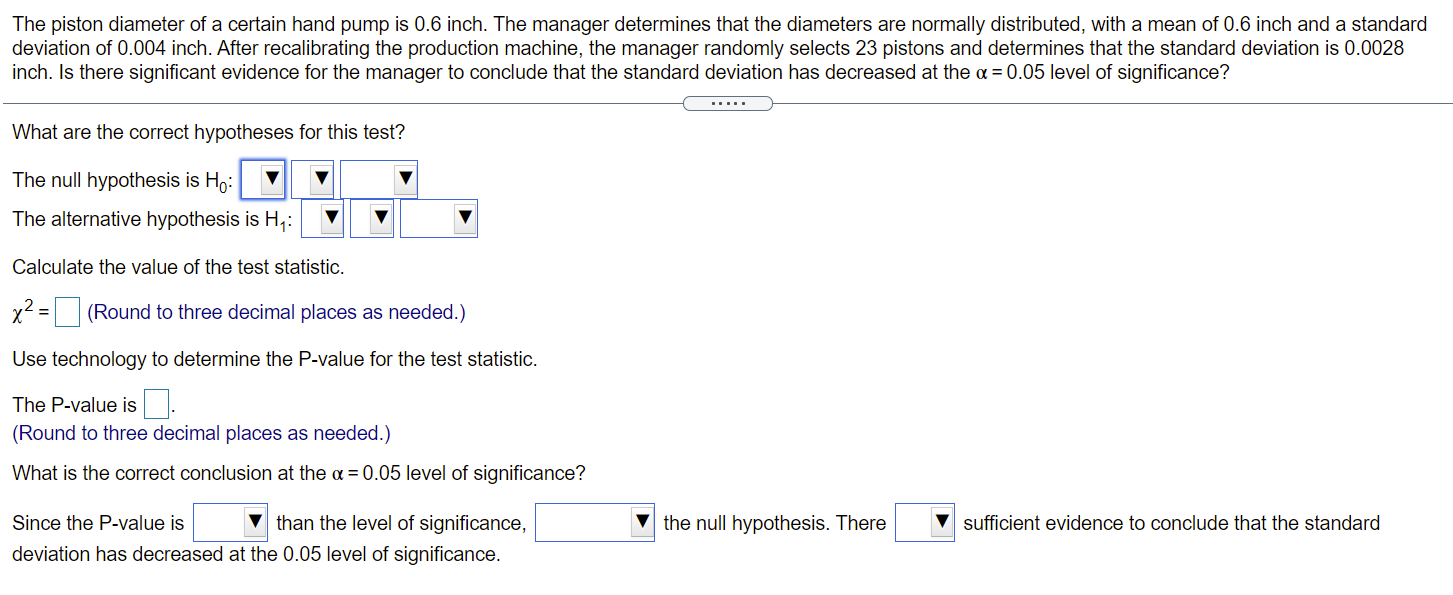 The piston diameter of a certain hand pump is 0.6 inch. The manager determines that the diameters are normally distributed, with a mean of 0.6 inch and a standard
deviation of 0.004 inch. After recalibrating the production machine, the manager randomly selects 23 pistons and determines that the standard deviation is 0.0028
inch. Is there significant evidence for the manager to conclude that the standard deviation has decreased at the α = 0.05 level of significance?
What are the correct hypotheses for this test?
The null hypothesis is H₀: ▼ ▼ ▼
The alternative hypothesis is H₁: ▼ ▼ ▼
Calculate the value of the test statistic.
χ² = (Round to three decimal places as needed.)
Use technology to determine the P-value for the test statistic.
The P-value is .
(Round to three decimal places as needed.)
What is the correct conclusion at the α = 0.05 level of significance?
Since the P-value is ▼ than the level of significance, ▼ the null hypothesis. There ▼ sufficient evidence to conclude that the standard
deviation has decreased at the 0.05 level of significance.